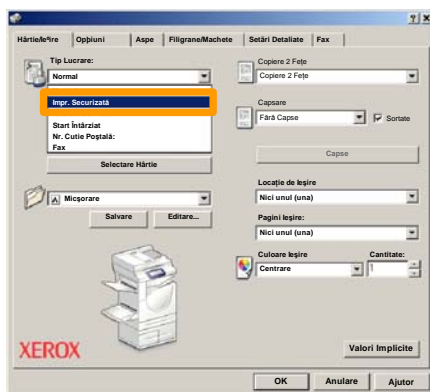 Hârtie/Ieşire Opţiuni Aspe Filigrane/Machete Setări Detaliate Fax
Tip Lucrare:
Normal
Impr. Securizată
Start Întârziat
Nr. Cutie Poştală:
Fax
Selectare Hârtie
Micşorare
Salvare Editare...
XEROX
Copiere 2 Feţe
Copiere 2 Feţe
Capsare
Fără Capse
Sortate
Capse
Locaţie de Ieşire
Nici unul (una)
Pagini Ieşire:
Nici unul (una)
Culoare Ieşire Cantitate:
Centrare 1
Valori Implicite
OK Anulare Ajutor